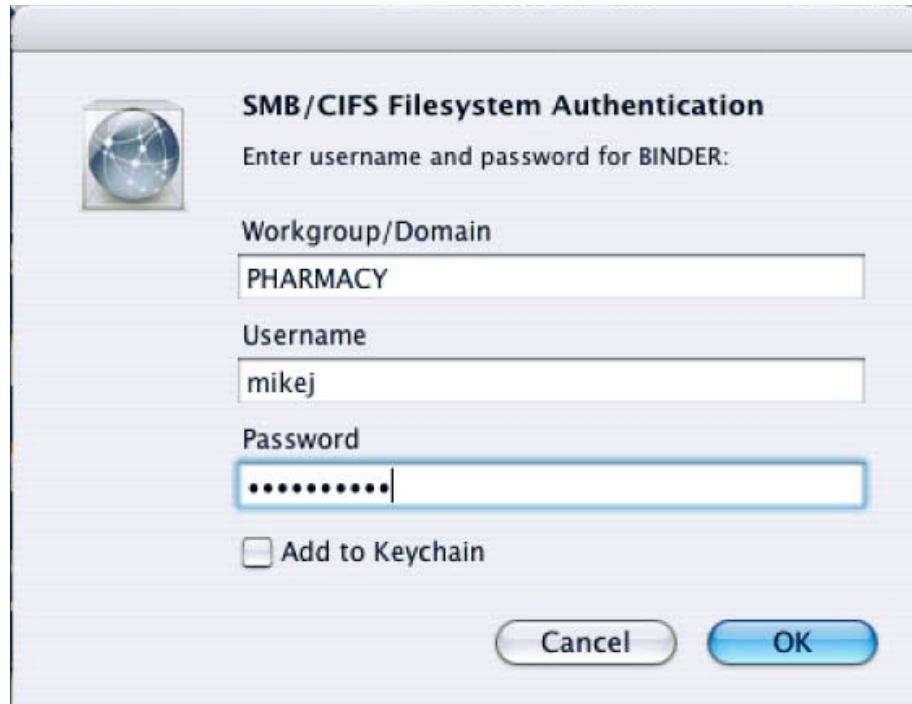 SMB/CIFS Filesystem Authentication
Enter username and password for BINDER:
Workgroup/Domain
PHARMACY
Username
mikej
Password
••••••••••
Add to Keychain
Cancel
OK